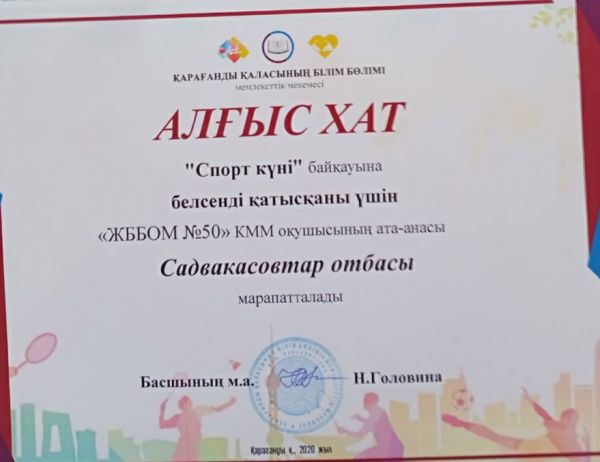 ҚАРАҒАНДЫ ҚАЛАСЫНЫҢ БІЛІМ БӨЛІМІ
мемлекеттік мекемесі
АЛҒЫС ХАТ
"Спорт күні" байқауына
белсенді қатысқаны үшін
«ЖББОМ №50» КММ оқушысының ата-анасы
Садвакасовтар отбасы
марапатталады
Басшының м.а. Н.Головина
Қарағанды қ., 2020 жыл